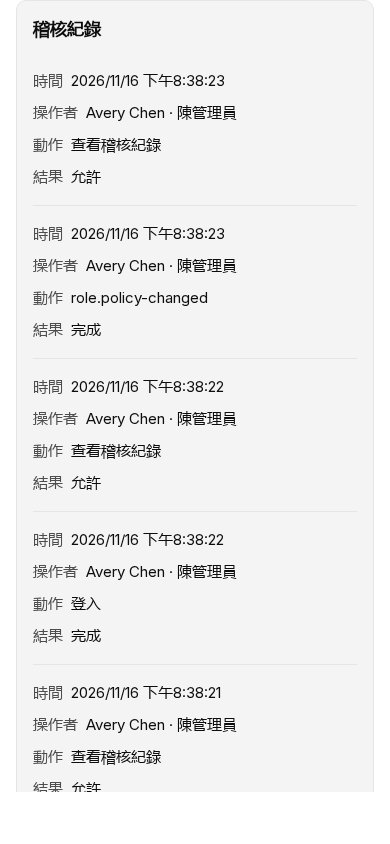 稽核紀錄
時間 2026/11/16 下午8:38:23
操作者 Avery Chen · 陳管理員
動作 查看稽核紀錄
結果 允許
時間 2026/11/16 下午8:38:23
操作者 Avery Chen · 陳管理員
動作 role.policy-changed
結果 完成
時間 2026/11/16 下午8:38:22
操作者 Avery Chen · 陳管理員
動作 查看稽核紀錄
結果 允許
時間 2026/11/16 下午8:38:22
操作者 Avery Chen · 陳管理員
動作 登入
結果 完成
時間 2026/11/16 下午8:38:21
操作者 Avery Chen · 陳管理員
動作 查看稽核紀錄
結果 允許